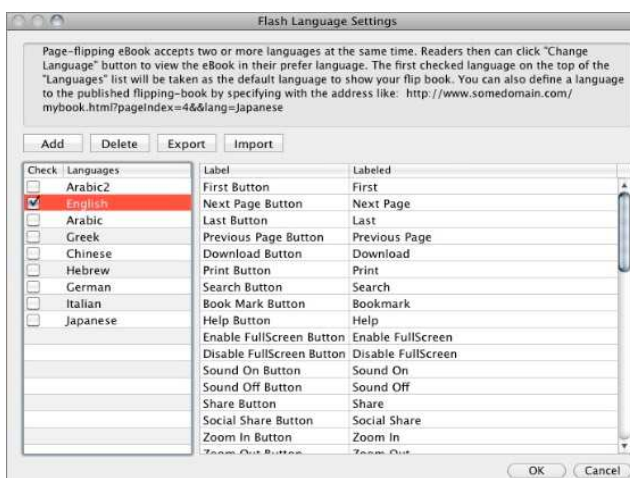 Flash Language Settings
Page-flipping eBook accepts two or more languages at the same time. Readers then can click "Change
Language" button to view the eBook in their prefer language. The first checked language on the top of the
"Languages" list will be taken as the default language to show your flip book. You can also define a language
to the published flipping-book by specifying with the address like: http://www.somedomain.com/
mybook.html?pageIndex=4&&lang=Japanese
Add Delete Export Import
Check Languages Label Labeled
Arabic2 First Button First
English Next Page Button Next Page
Arabic Last Button Last
Greek Previous Page Button Previous Page
Chinese Download Button Download
Hebrew Print Button Print
German Search Button Search
Italian Book Mark Button Bookmark
Japanese Help Button Help
Enable FullScreen Button Enable FullScreen
Disable FullScreen Button Disable FullScreen
Sound On Button Sound On
Sound Off Button Sound Off
Share Button Share
Social Share Button Social Share
Zoom In Button Zoom In
Zoom Out Button Zoom Out
OK Cancel